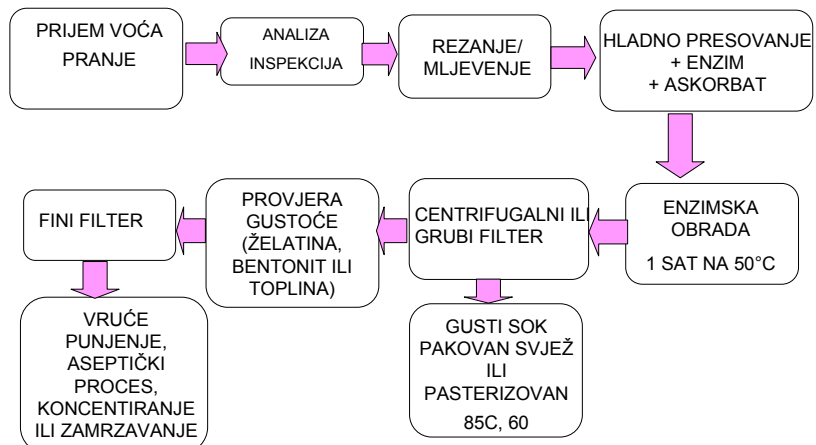 PRIJEM VOĆA
PRANJE
ANALIZA
INSPEKCIJA
REZANJE/
MLJEVENJE
HLADNO PRESOVANJE
+ ENZIM
+ ASKORBAT
ENZIMSKA
OBRADA
1 SAT NA 50°C
CENTRIFUGALNI ILI
GRUBI FILTER
PROVJERA
GUSTOĆE
(ŽELATINA,
BENTONIT ILI
TOPLINA)
FINI FILTER
GUSTI SOK
PAKOVAN SVJEŽ
ILI
PASTERIZOVAN
85C, 60
VRUĆE
PUNJENJE,
ASEPTIČKI
PROCES,
KONCENTIRANJE
ILI ZAMRZAVANJE